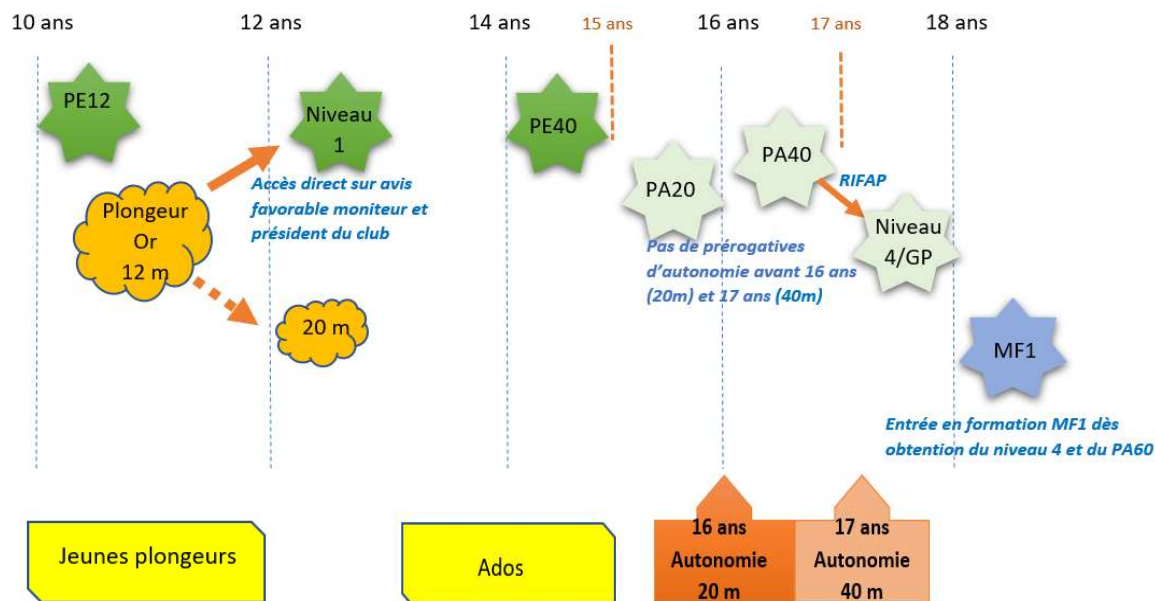 10 ans
12 ans
14 ans
15 ans
16 ans
17 ans
18 ans
PE12
Niveau
1
PE40
PA20
PA40
RIFAP
Niveau
4/GP
Plongeur
Or
12 m
Accès direct sur avis
favorable moniteur et
président du club
20 m
Pas de prérogatives
d’autonomie avant 16 ans
(20m) et 17 ans (40m)
MF1
Entrée en formation MF1 dès
obtention du niveau 4 et du PA60
Jeunes plongeurs
Ados
16 ans
Autonomie
20 m
17 ans
Autonomie
40 m